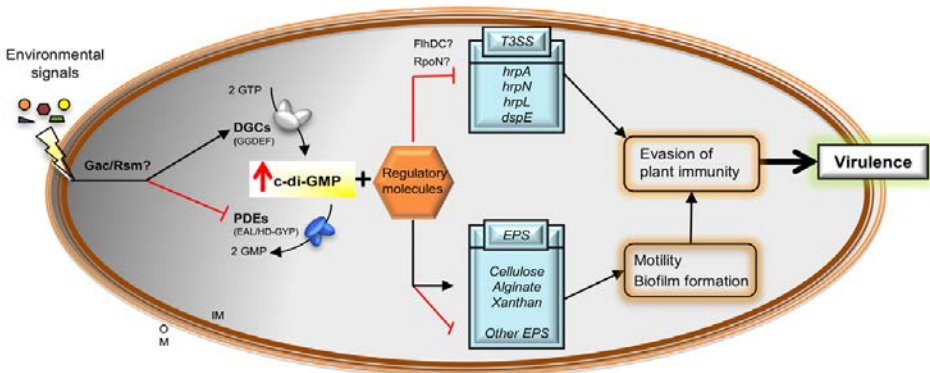 Environmental
signals
Gac/Rsm?
2 GTP
DGCs
(GGDEF)
c-di-GMP
PDEs
(EAL/HD-GYP)
2 GMP
+
Regulatory
molecules
FlhDC?
RpoN?
T3SS
hrpA
hrpN
hrpL
dspE
EPS
Cellulose
Alginate
Xanthan
Other EPS
Evasion of
plant immunity
Motility
Biofilm formation
Virulence
IM
O
M